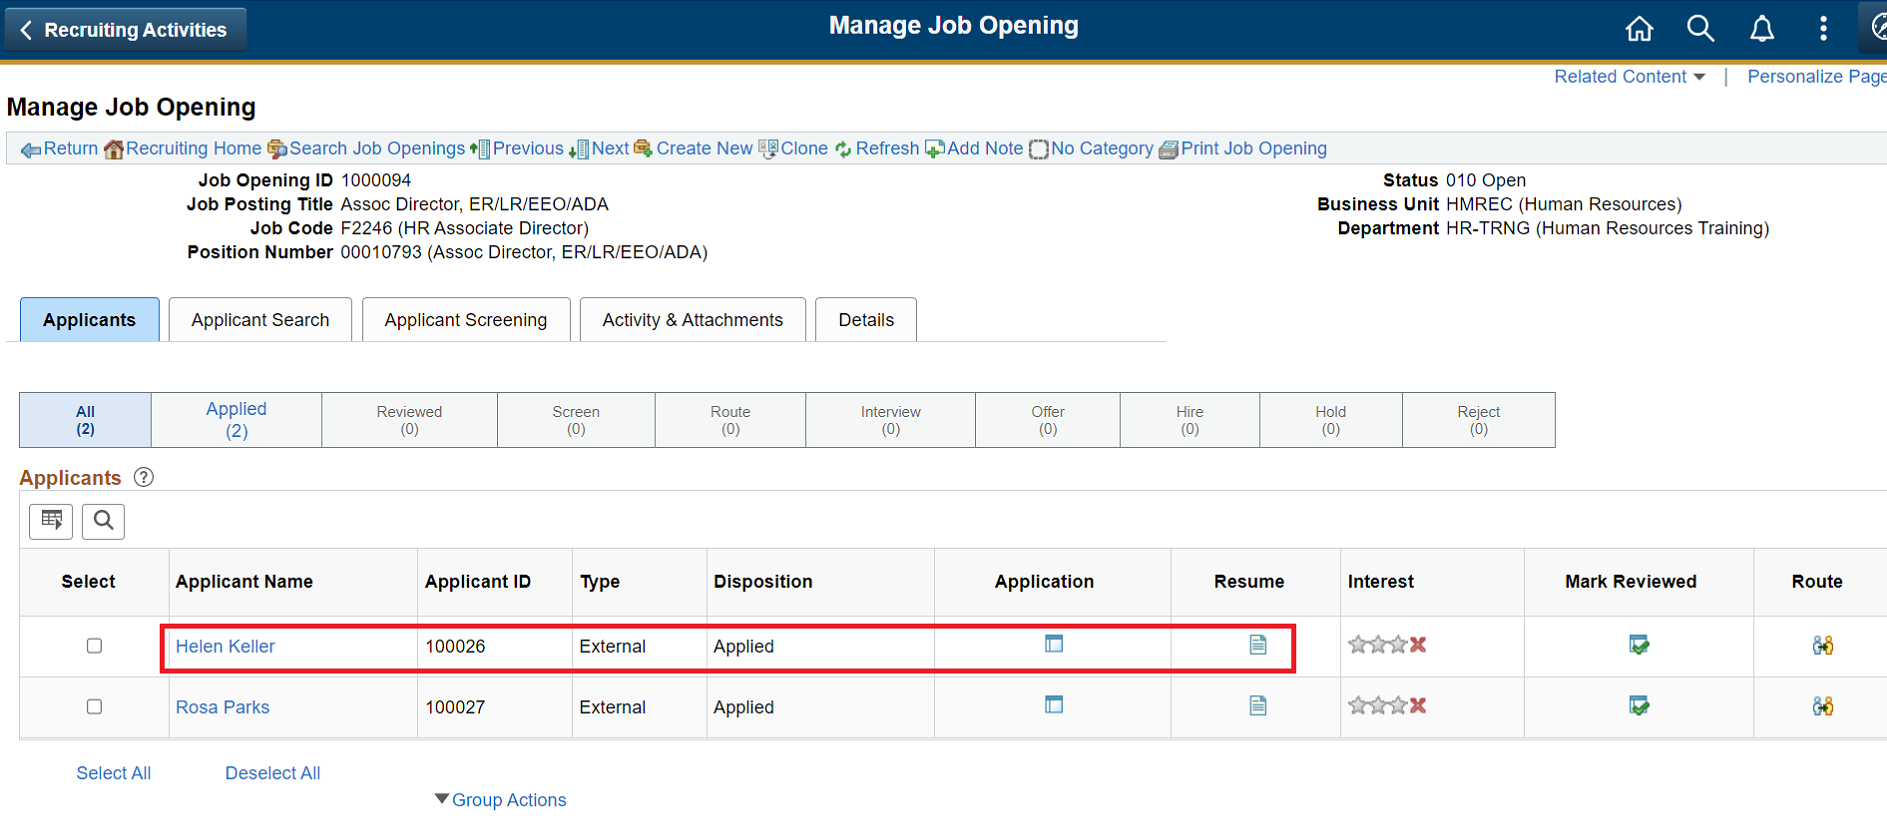 Recruiting Activities
Manage Job Opening
Related Content | Personalize Page
Manage Job Opening
Return Recruiting Home Search Job Openings Previous Next Create New Clone Refresh Add Note No Category Print Job Opening
Job Opening ID 1000094 Status 010 Open
Job Posting Title Assoc Director, ER/LR/EEO/ADA Business Unit HMREC (Human Resources)
Job Code F2246 (HR Associate Director) Department HR-TRNG (Human Resources Training)
Position Number 00010793 (Assoc Director, ER/LR/EEO/ADA)
Applicants Applicant Search Applicant Screening Activity & Attachments Details
All Applied Reviewed Screen Route Interview Offer Hire Hold Reject
(2) (2) (0) (0) (0) (0) (0) (0) (0) (0)
Applicants ?
Select Applicant Name Applicant ID Type Disposition Application Resume Interest Mark Reviewed Route
Helen Keller 100026 External Applied
Rosa Parks 100027 External Applied
Select All Deselect All
Group Actions